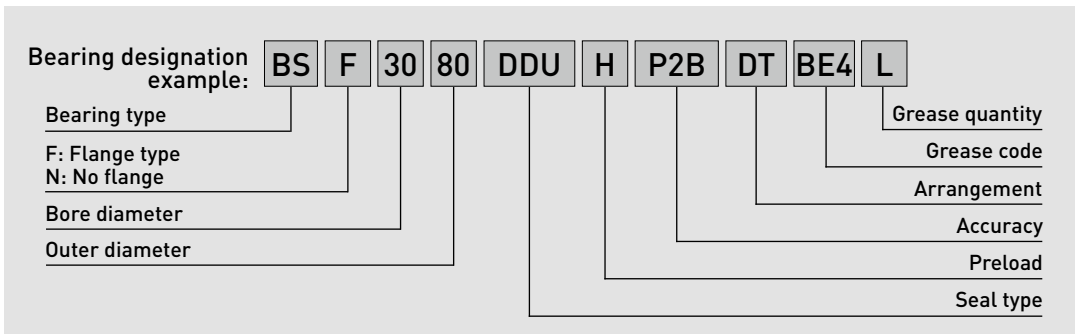 Bearing designation
example:
BS F 30 80 DDU H P2B DT BE4 L
Bearing type
F: Flange type
N: No flange
Bore diameter
Outer diameter
Grease quantity
Grease code
Arrangement
Accuracy
Preload
Seal type